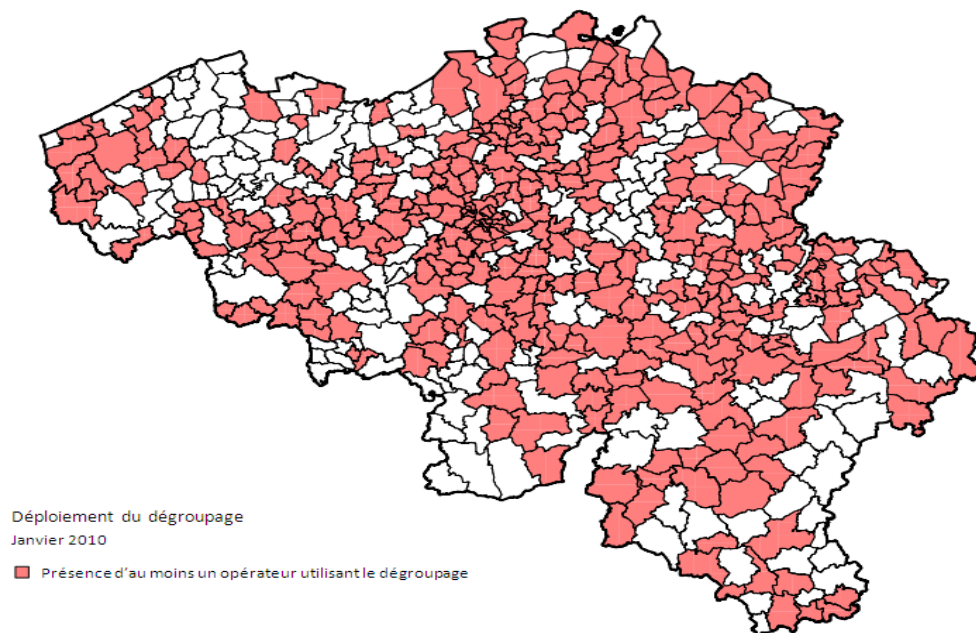 Déploiement du dégroupage
Janvier 2010
Présence d'au moins un opérateur utilisant le dégroupage